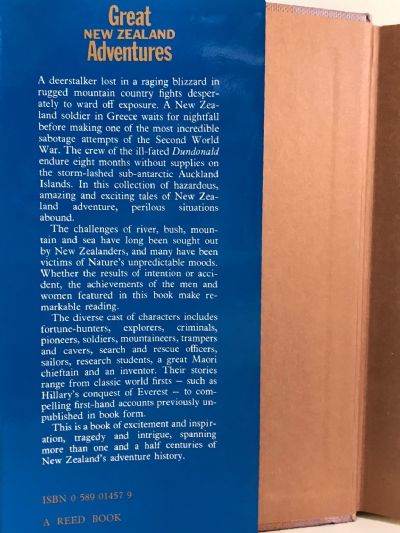 Great
NEW ZEALAND
Adventures
A deerstalker lost in a raging blizzard in
rugged mountain country fights desper-
ately to ward off exposure. A New Zea-
land soldier in Greece waits for nightfall
before making one of the most incredible
sabotage attempts of the Second World
War. The crew of the ill-fated Dundonald
endure eight months without supplies on
the storm-lashed sub-antarctic Auckland
Islands. In this collection of hazardous,
amazing and exciting tales of New Zea-
land adventure, perilous situations
abound.
The challenges of river, bush, moun-
tain and sea have long been sought out
by New Zealanders, and many have been
victims of Nature's unpredictable moods.
Whether the results of intention or acci-
dent, the achievements of the men and
women featured in this book make re-
markable reading.
The diverse cast of characters includes
fortune-hunters, explorers, criminals,
pioneers, soldiers, mountaineers, trampers
and cavers, search and rescue officers,
sailors, research students, a great Maori
chieftain and an inventor. Their stories
range from classic world firsts – such as
Hillary's conquest of Everest – to com-
pelling first-hand accounts previously un-
published in book form.
This is a book of excitement and inspir-
ation, tragedy and intrigue, spanning
more than one and a half centuries of
New Zealand's adventure history.
ISBN 0 589 01457 9
A REED BOOK